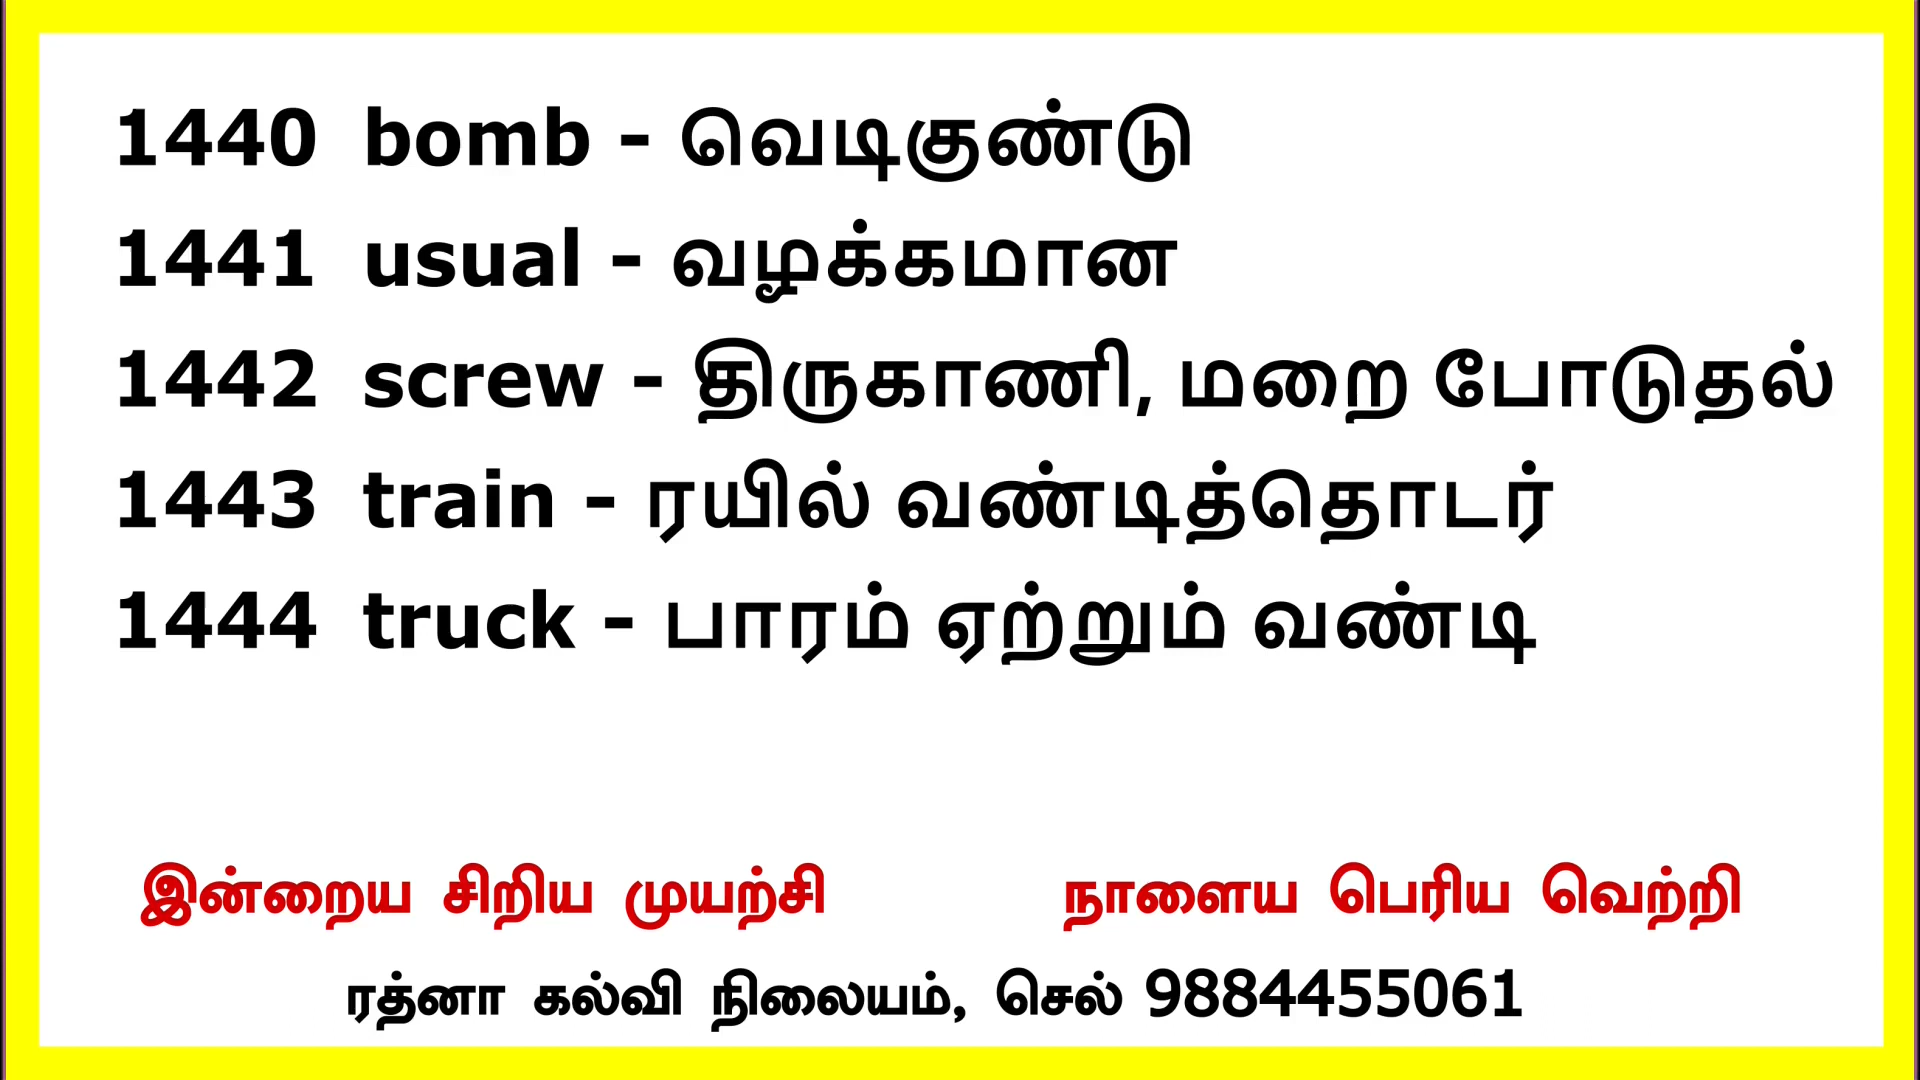 1440 bomb - வெடிகுண்டு
1441 usual - வழக்கமான
1442 screw - திருகாணி, மறை போடுதல்
1443 train - ரயில் வண்டித்தொடர்
1444 truck - பாரம் ஏற்றும் வண்டி
இன்றைய சிறிய முயற்சி நாளைய பெரிய வெற்றி
ரத்னா கல்வி நிலையம், செல் 9884455061